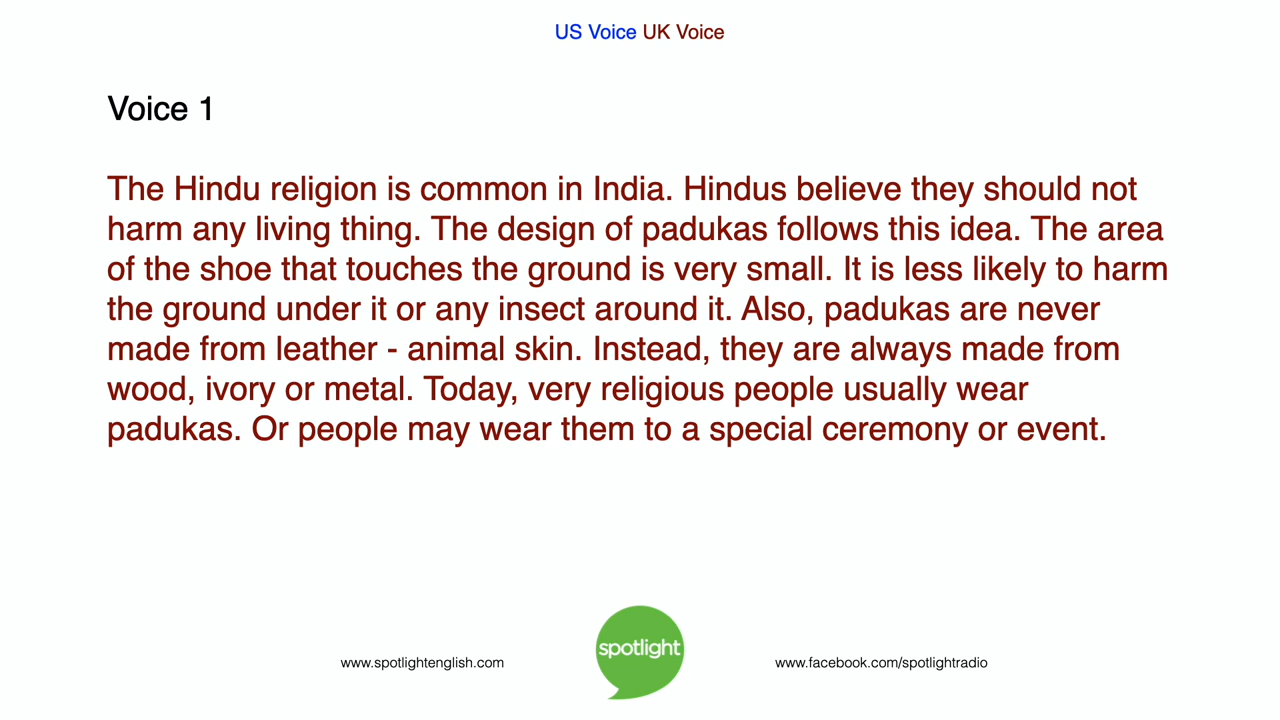 US Voice UK Voice
Voice 1
The Hindu religion is common in India. Hindus believe they should not
harm any living thing. The design of padukas follows this idea. The area
of the shoe that touches the ground is very small. It is less likely to harm
the ground under it or any insect around it. Also, padukas are never
made from leather - animal skin. Instead, they are always made from
wood, ivory or metal. Today, very religious people usually wear
padukas. Or people may wear them to a special ceremony or event.
spotlight
www.spotlightenglish.com
www.facebook.com/spotlightradio